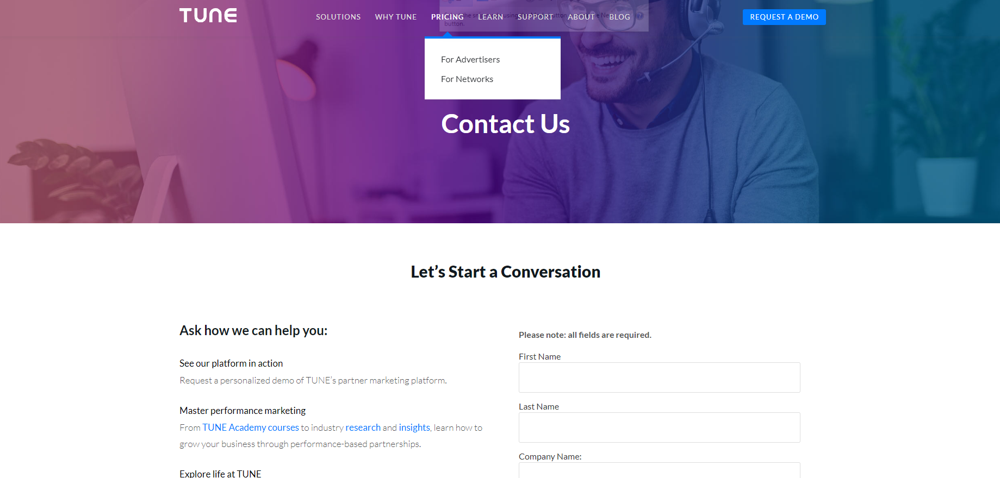 TUNE
SOLUTIONS
WHY TUNE
PRICING
LEARN
SUPPORT
ABOUT
BLOG
REQUEST A DEMO
button.
For Advertisers
For Networks
Contact Us
Let’s Start a Conversation
Ask how we can help you:
See our platform in action
Request a personalized demo of TUNE’s partner marketing platform.
Master performance marketing
From TUNE Academy courses to industry research and insights, learn how to
grow your business through performance-based partnerships.
Explore life at TUNE
Please note: all fields are required.
First Name
Last Name
Company Name: